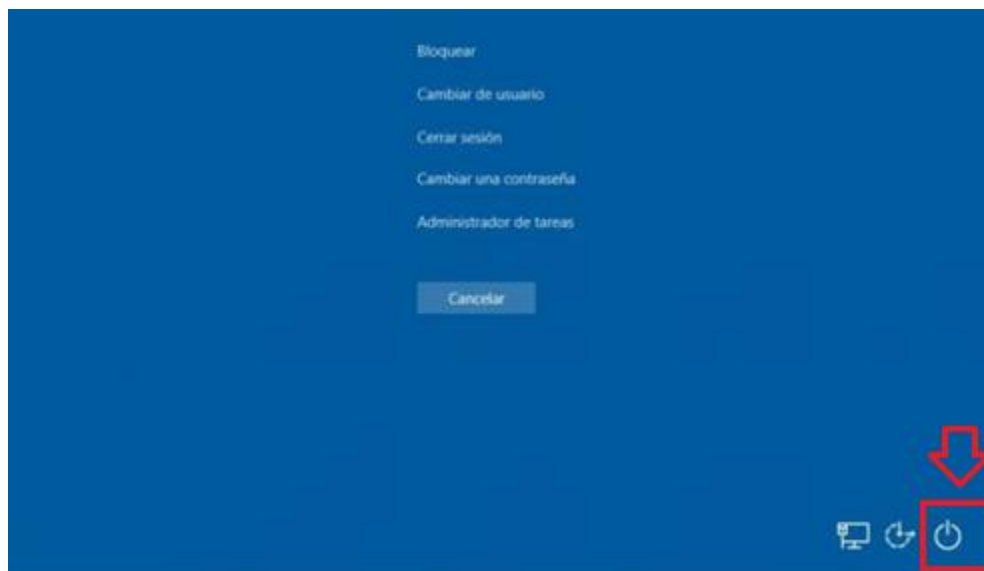 Bloquear
Cambiar de usuario
Cerrar sesión
Cambiar una contraseña
Administrador de tareas
Cancelar